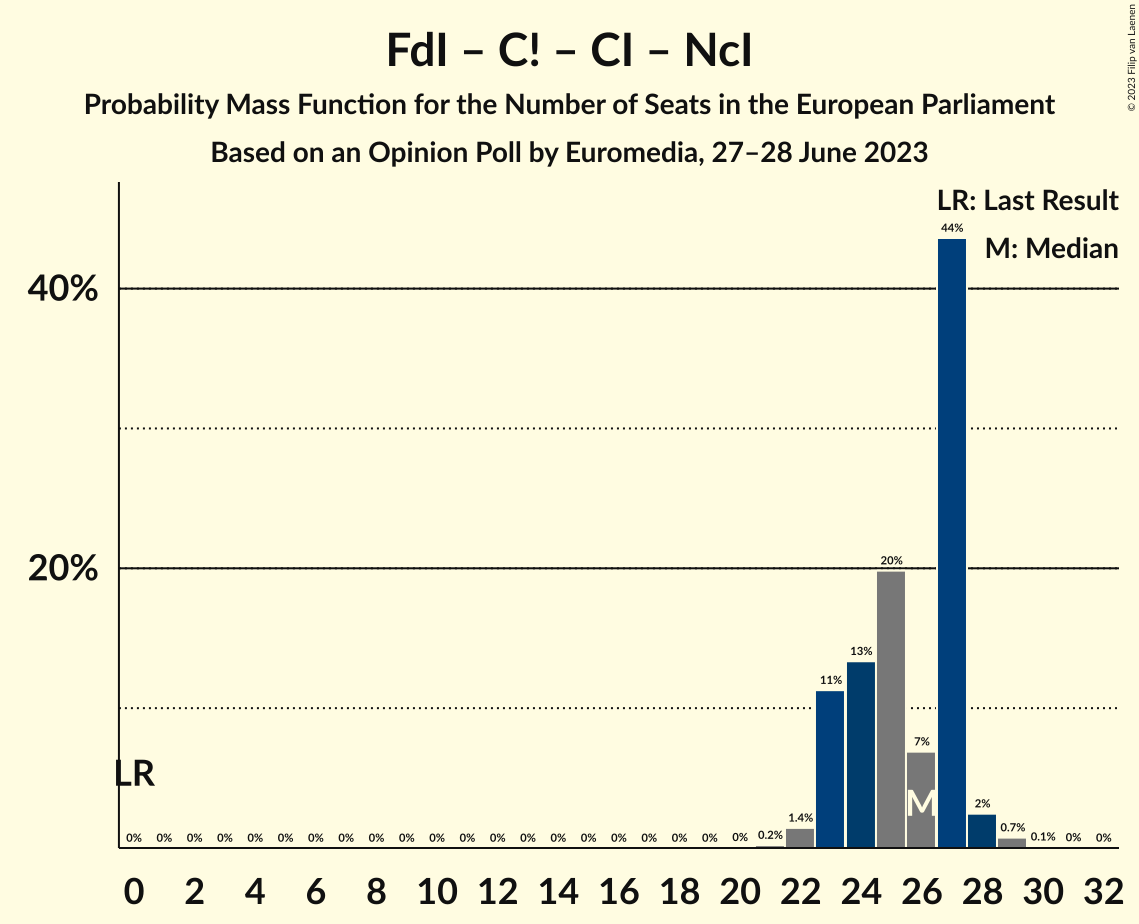 FdI – C! – CI – NcI
Probability Mass Function for the Number of Seats in the European Parliament
Based on an Opinion Poll by Euromedia, 27–28 June 2023
© 2023 Filip van Laenen
LR: Last Result
M: Median
40%
20%
LR
M
0% 0% 0% 0% 0% 0% 0% 0% 0% 0% 0% 0% 0% 0% 0% 0% 0% 0% 0% 0% 0% 0.2% 1.4% 11% 13% 20% 7% 44% 2% 0.7% 0.1% 0% 0%
0 2 4 6 8 10 12 14 16 18 20 22 24 26 28 30 32